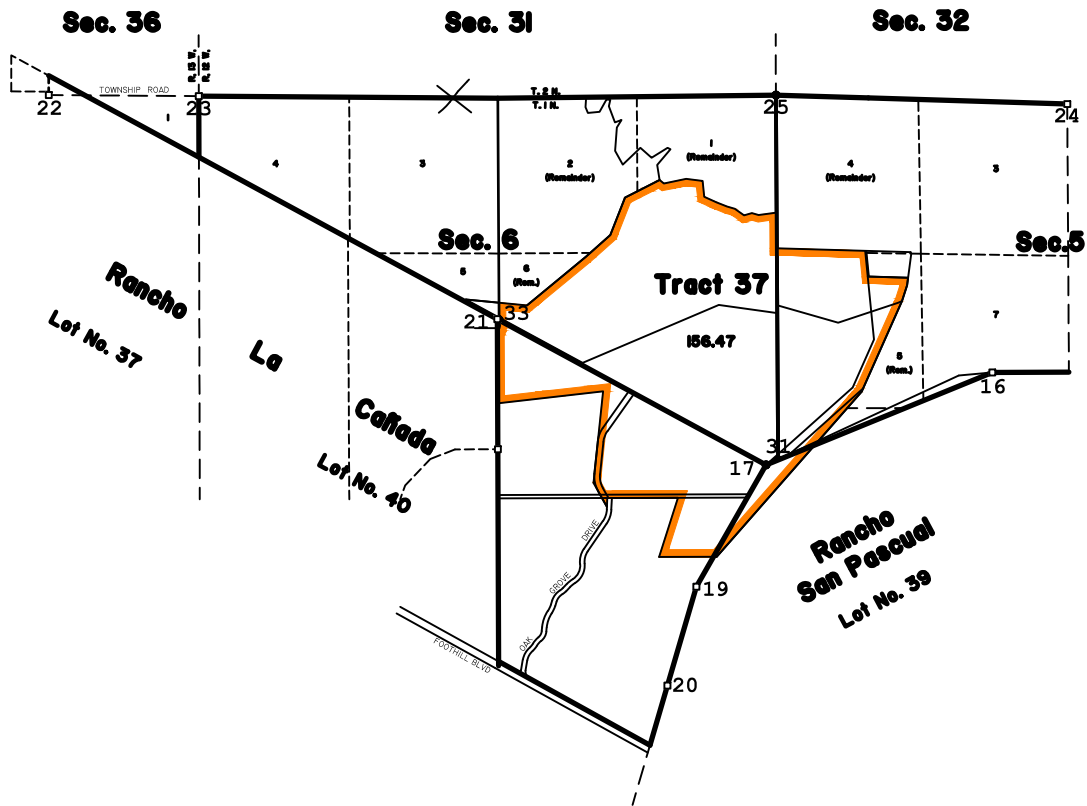 Sec. 36
Sec. 31
Sec. 32
R. 13 W.
R. 12 W.
TOWNSHIP ROAD
T. 2 N.
T. 1 N.
22
23
25
24
1
4
3
2
(Remainder)
1
(Remainder)
4
(Remainder)
3
Sec. 6
Sec. 5
5
6
(Rem.)
Tract 37
156.47
Rancho
Lot No. 37
21
33
7
La
5
(Rem.)
16
Cañada
Lot No. 40
31
17
Rancho
San Pascual
Lot No. 39
DRIVE
GROVE
OAK
19
FOOTHILL BLVD
20